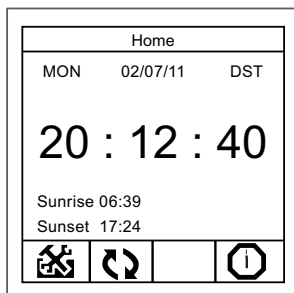 Home
MON 02/07/11 DST
20 : 12 : 40
Sunrise 06:39
Sunset 17:24
i